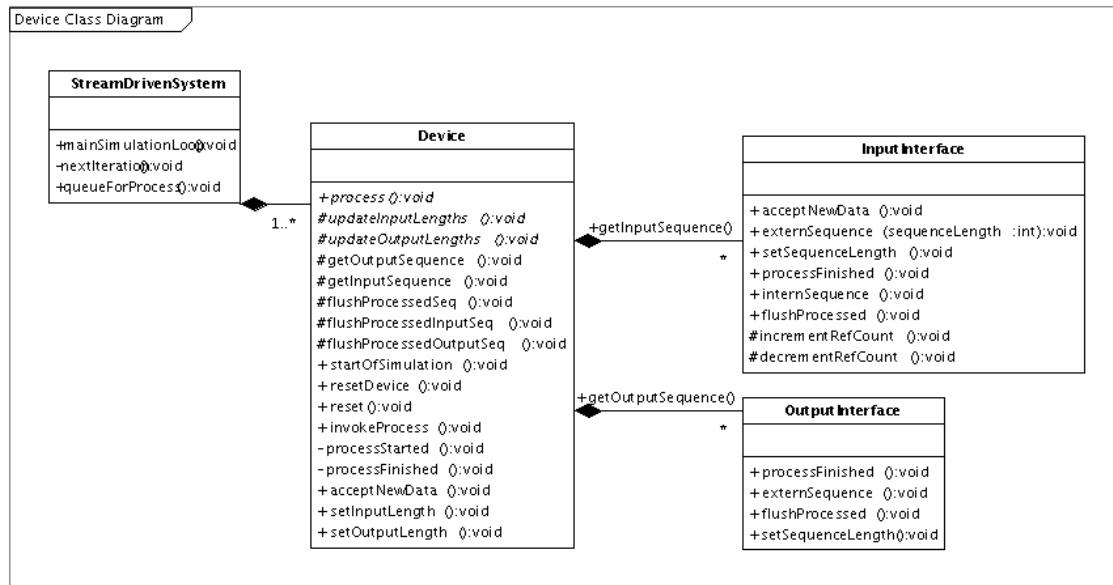 Device Class Diagram
StreamDrivenSystem
+mainSimulationLoop():void
-nextIteration():void
+queueForProcess():void
1..*
Device
+process ():void
#updateInputLengths ():void
#updateOutputLengths ():void
#getOutputSequence ():void
#getInputSequence ():void
#flushProcessedSeq ():void
#flushProcessedInputSeq ():void
#flushProcessedOutputSeq ():void
+startOfSimulation ():void
+resetDevice ():void
+reset():void
+invokeProcess ():void
-processStarted ():void
-processFinished ():void
+acceptNewData ():void
+setInputLength ():void
+setOutputLength ():void
+getInputSequence()
*
InputInterface
+acceptNewData ():void
+externSequence (sequenceLength :int):void
+setSequenceLength ():void
+processFinished ():void
+internSequence ():void
+flushProcessed ():void
#incrementRefCount ():void
#decrementRefCount ():void
+getOutputSequence()
*
OutputInterface
+processFinished ():void
+externSequence ():void
+flushProcessed ():void
+setSequenceLength():void